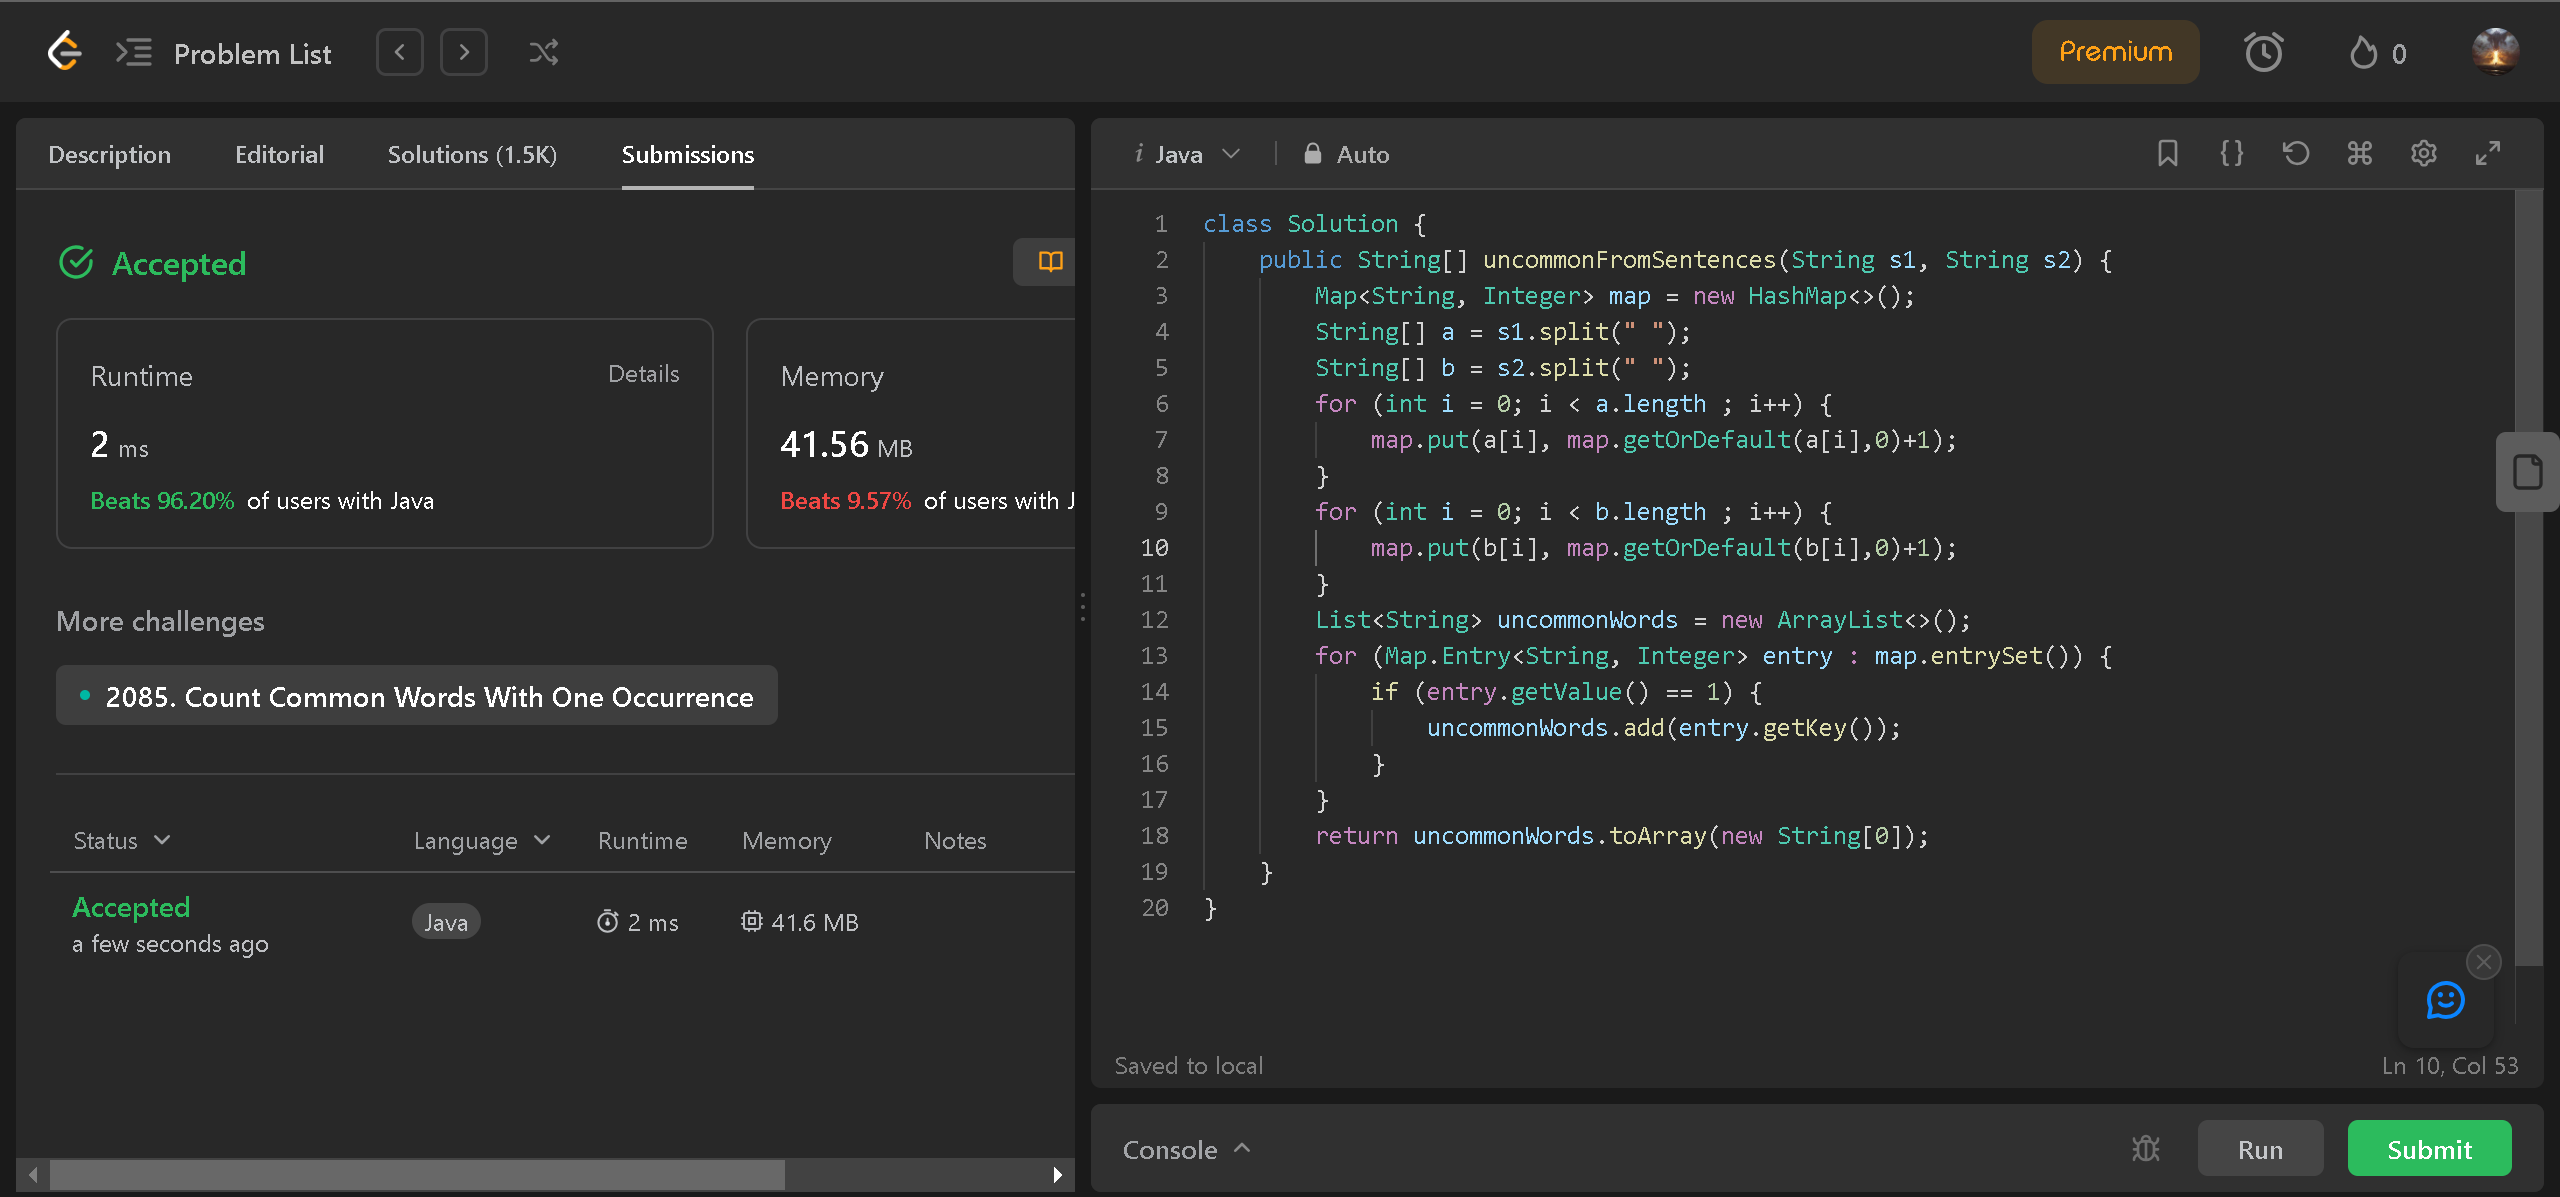 Problem List
Premium
0
Description Editorial Solutions (1.5K) Submissions
Accepted
Runtime Details
2 ms
Beats 96.20% of users with Java
Memory
41.56 MB
Beats 9.57% of users with J
More challenges
2085. Count Common Words With One Occurrence
Status Language Runtime Memory Notes
Accepted
a few seconds ago
Java 2 ms 41.6 MB
i Java Auto
1 class Solution {
2     public String[] uncommonFromSentences(String s1, String s2) {
3         Map<String, Integer> map = new HashMap<>();
4         String[] a = s1.split(" ");
5         String[] b = s2.split(" ");
6         for (int i = 0; i < a.length ; i++) {
7             map.put(a[i], map.getOrDefault(a[i],0)+1);
8         }
9         for (int i = 0; i < b.length ; i++) {
10             map.put(b[i], map.getOrDefault(b[i],0)+1);
11         }
12         List<String> uncommonWords = new ArrayList<>();
13         for (Map.Entry<String, Integer> entry : map.entrySet()) {
14             if (entry.getValue() == 1) {
15                 uncommonWords.add(entry.getKey());
16             }
17         }
18         return uncommonWords.toArray(new String[0]);
19     }
20 }
Saved to local
Ln 10, Col 53
Console
Run
Submit